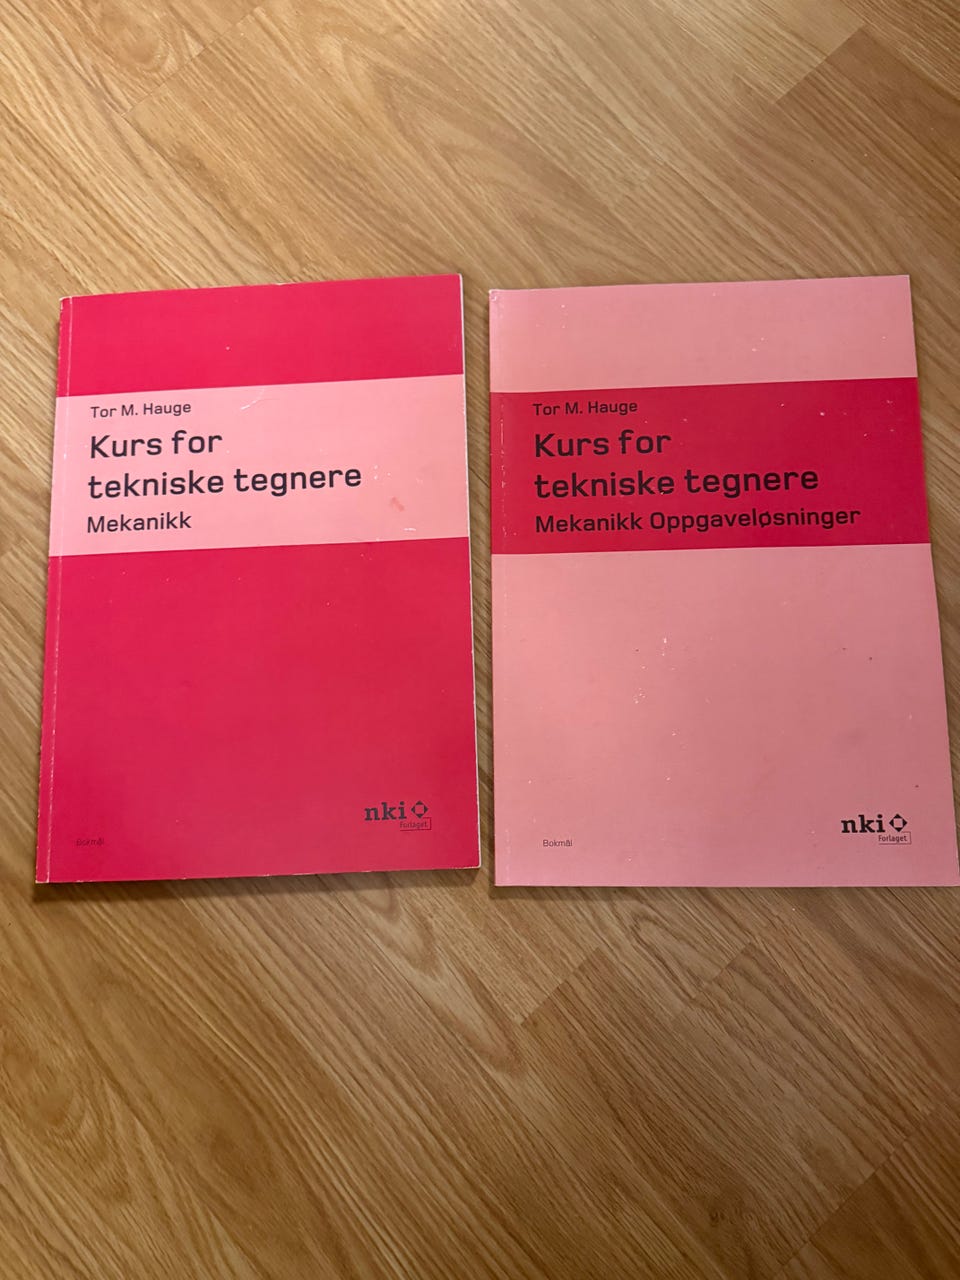 Tor M. Hauge
Kurs for
tekniske tegnere
Mekanikk
nki
Forlaget
Bokmål
Tor M. Hauge
Kurs for
tekniske tegnere
Mekanikk Oppgaveløsninger
nki
Forlaget
Bokmål